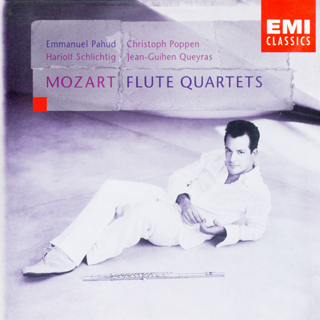 EMI
CLASSICS
Emmanuel Pahud Christoph Poppen
Hariolf Schlichtig Jean-Guihen Queyras
MOZART FLUTE QUARTETS